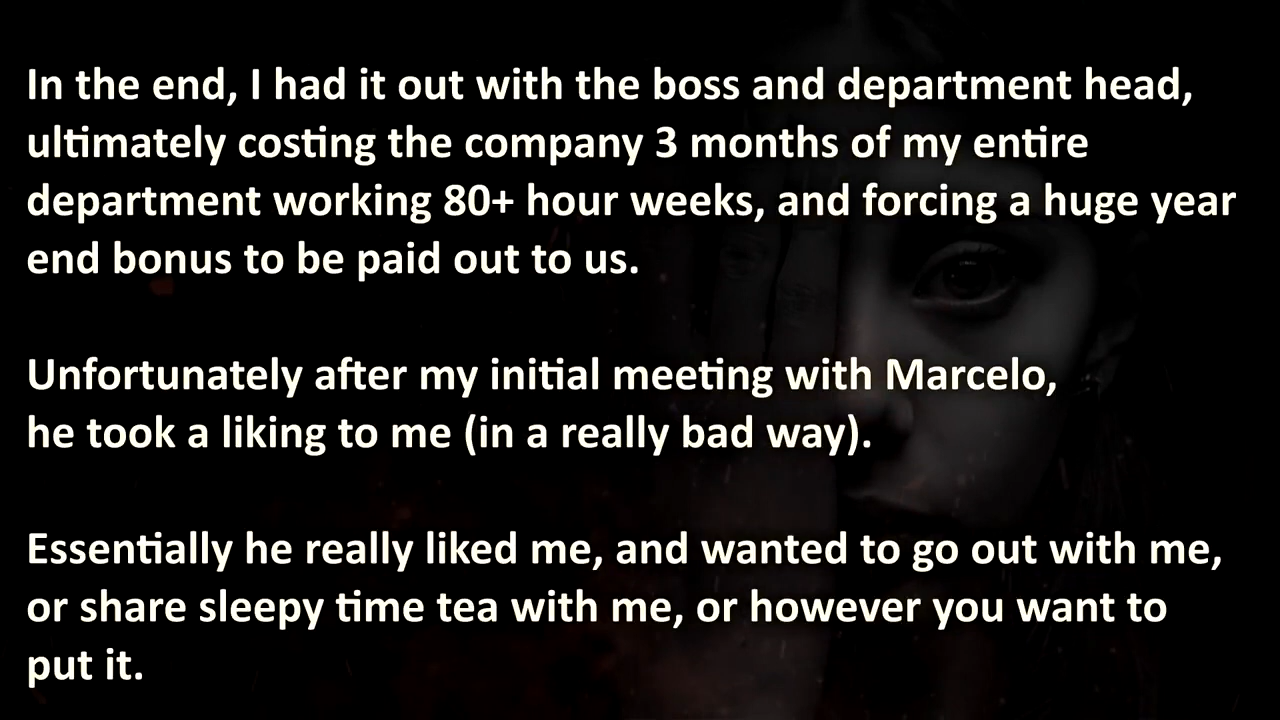 In the end, I had it out with the boss and department head,
ultimately costing the company 3 months of my entire
department working 80+ hour weeks, and forcing a huge year
end bonus to be paid out to us.
Unfortunately after my initial meeting with Marcelo,
he took a liking to me (in a really bad way).
Essentially he really liked me, and wanted to go out with me,
or share sleepy time tea with me, or however you want to
put it.